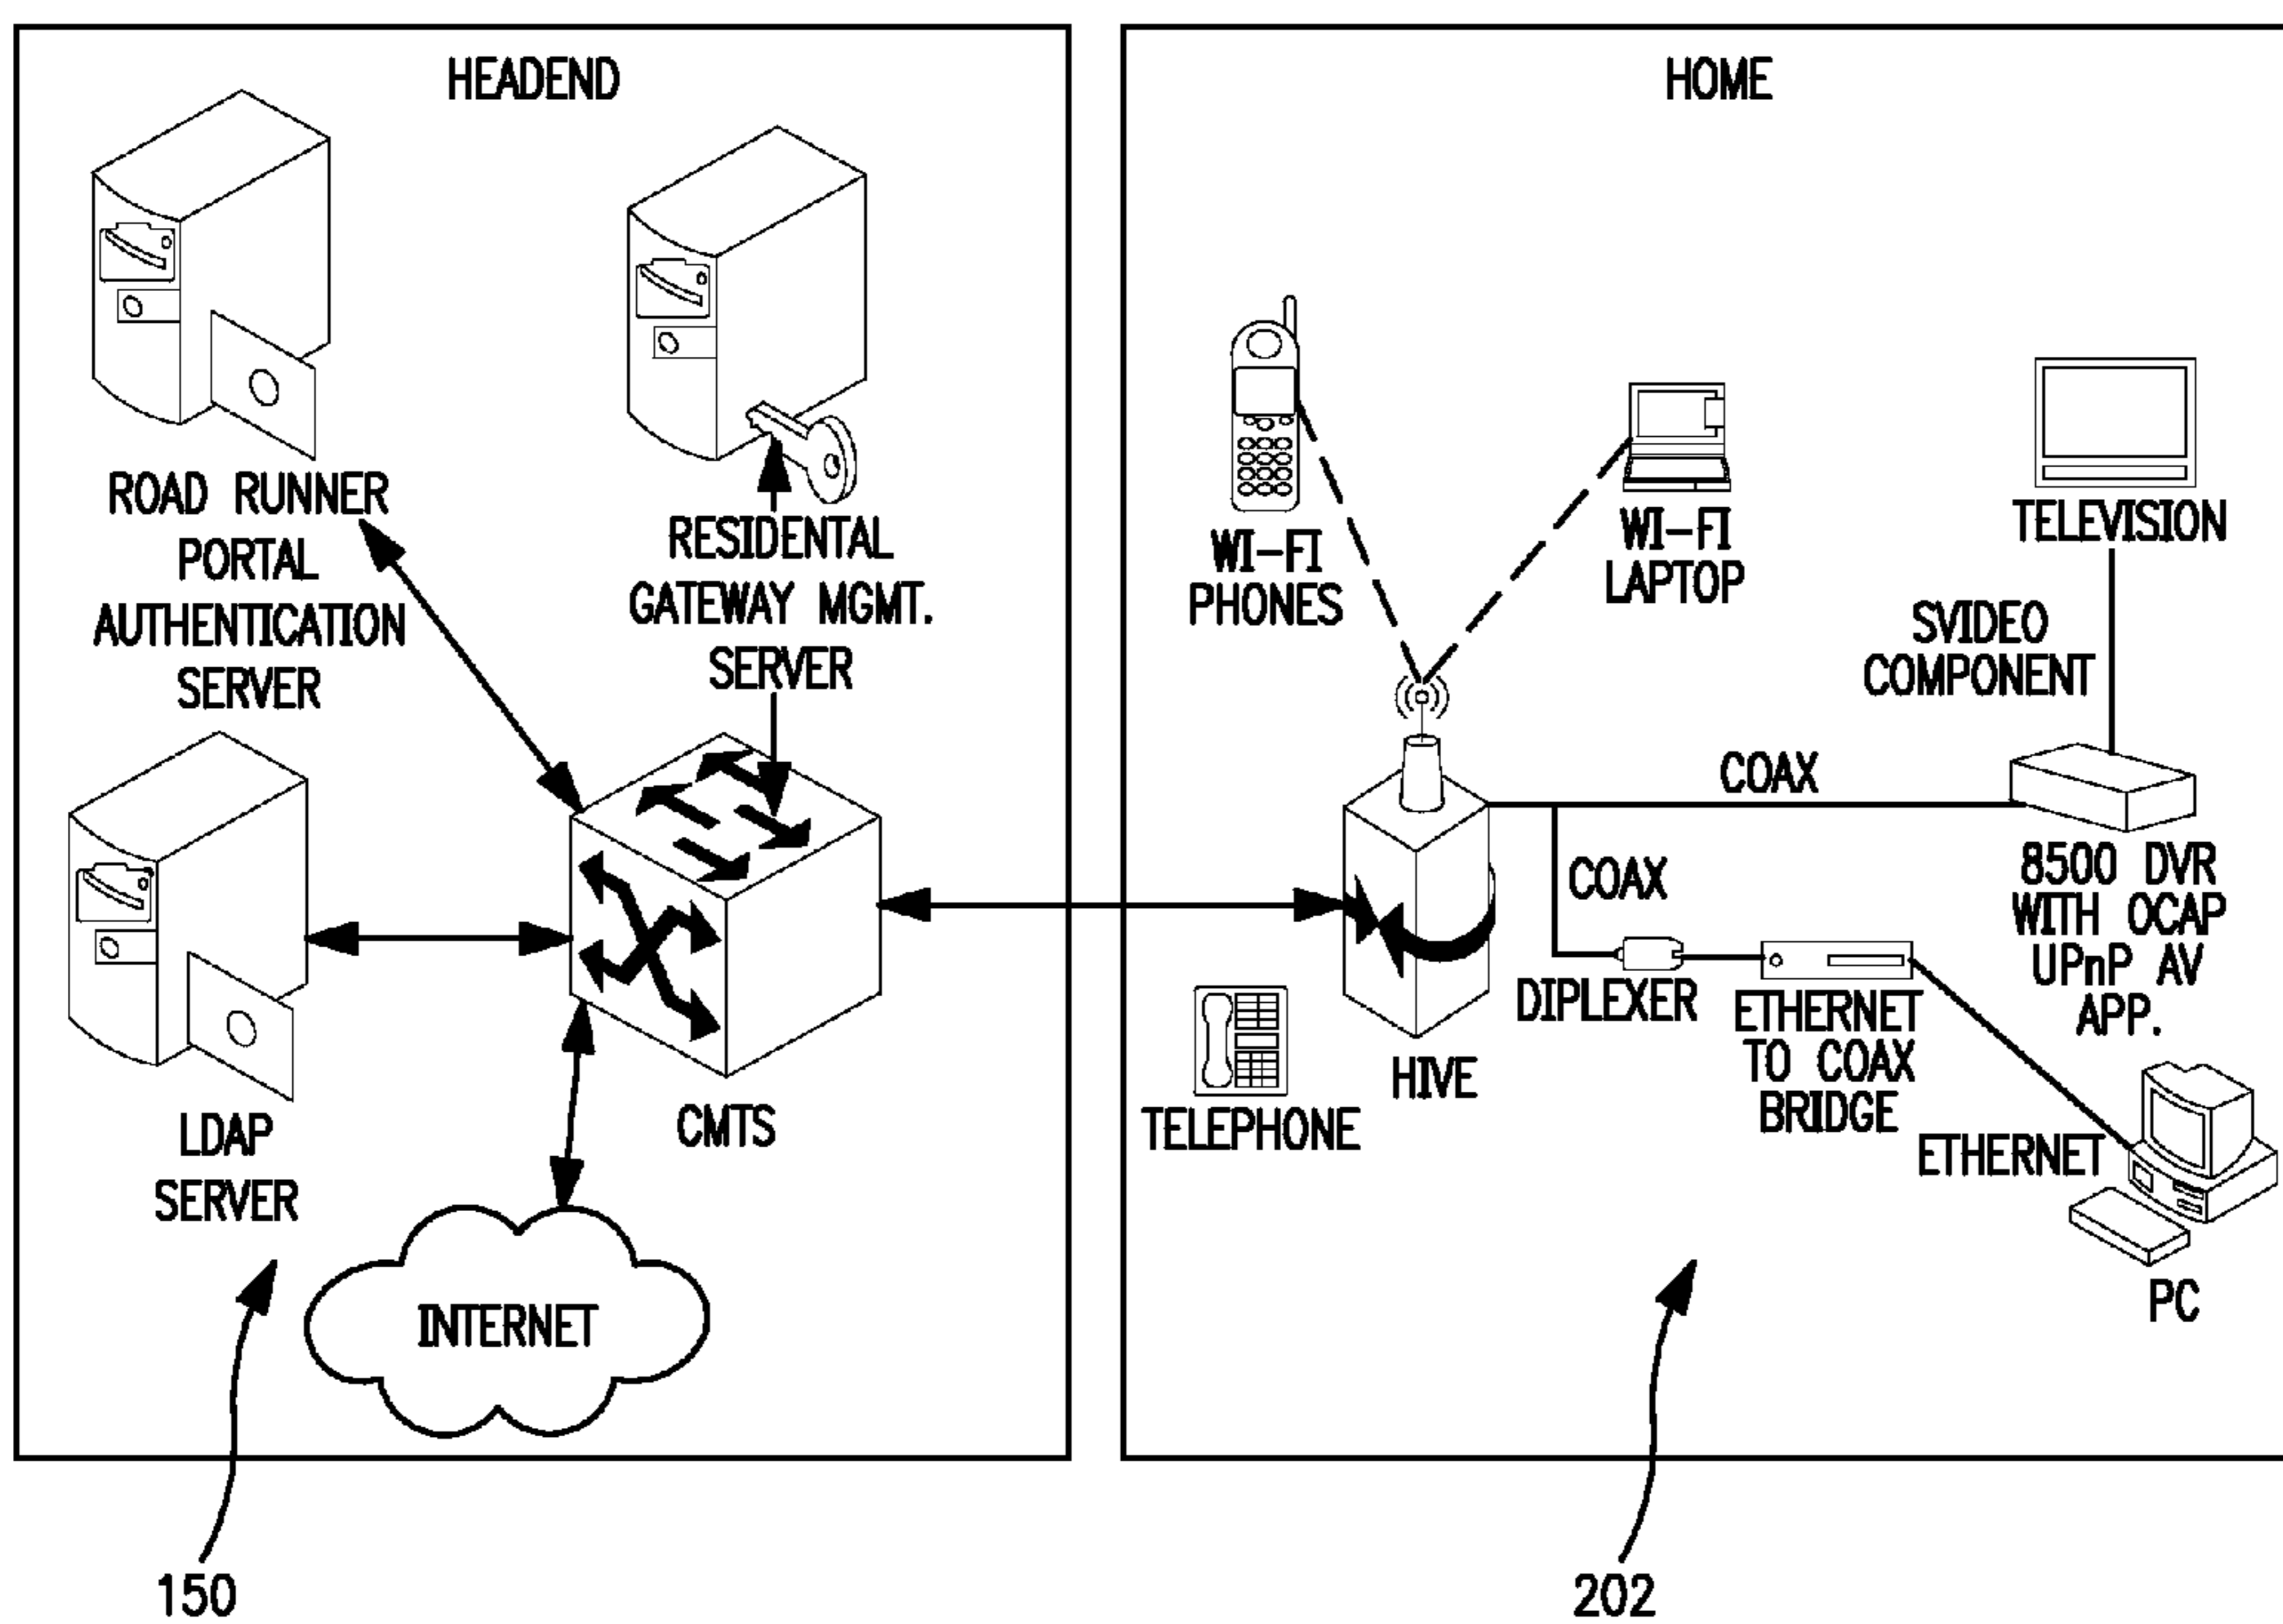 HEADEND
ROAD RUNNER
PORTAL
AUTHENTICATION
SERVER
RESIDENTAL
GATEWAY MGMT.
SERVER
LDAP
SERVER
CMTS
INTERNET
150
HOME
WI-FI
PHONES
WI-FI
LAPTOP
TELEVISION
SVIDEO
COMPONENT
COAX
COAX
8500 DVR
WITH OCAP
UPnP AV
APP.
DIPLEXER
ETHERNET
TO COAX
BRIDGE
HIVE
TELEPHONE
ETHERNET
PC
202